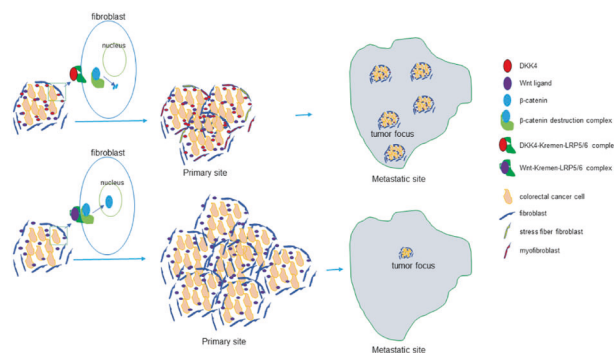 fibroblast
nucleus
tumor focus
Primary site
Metastatic site
fibroblast
nucleus
tumor focus
Primary site
Metastatic site
DKK4
Wnt ligand
β-catenin
β-catenin destruction complex
DKK4-Kremen-LRP5/6 comple
Wnt-Kremen-LRP5/6 complex
colorectal cancer cell
fibroblast
stress fiber fibroblast
myofibroblast